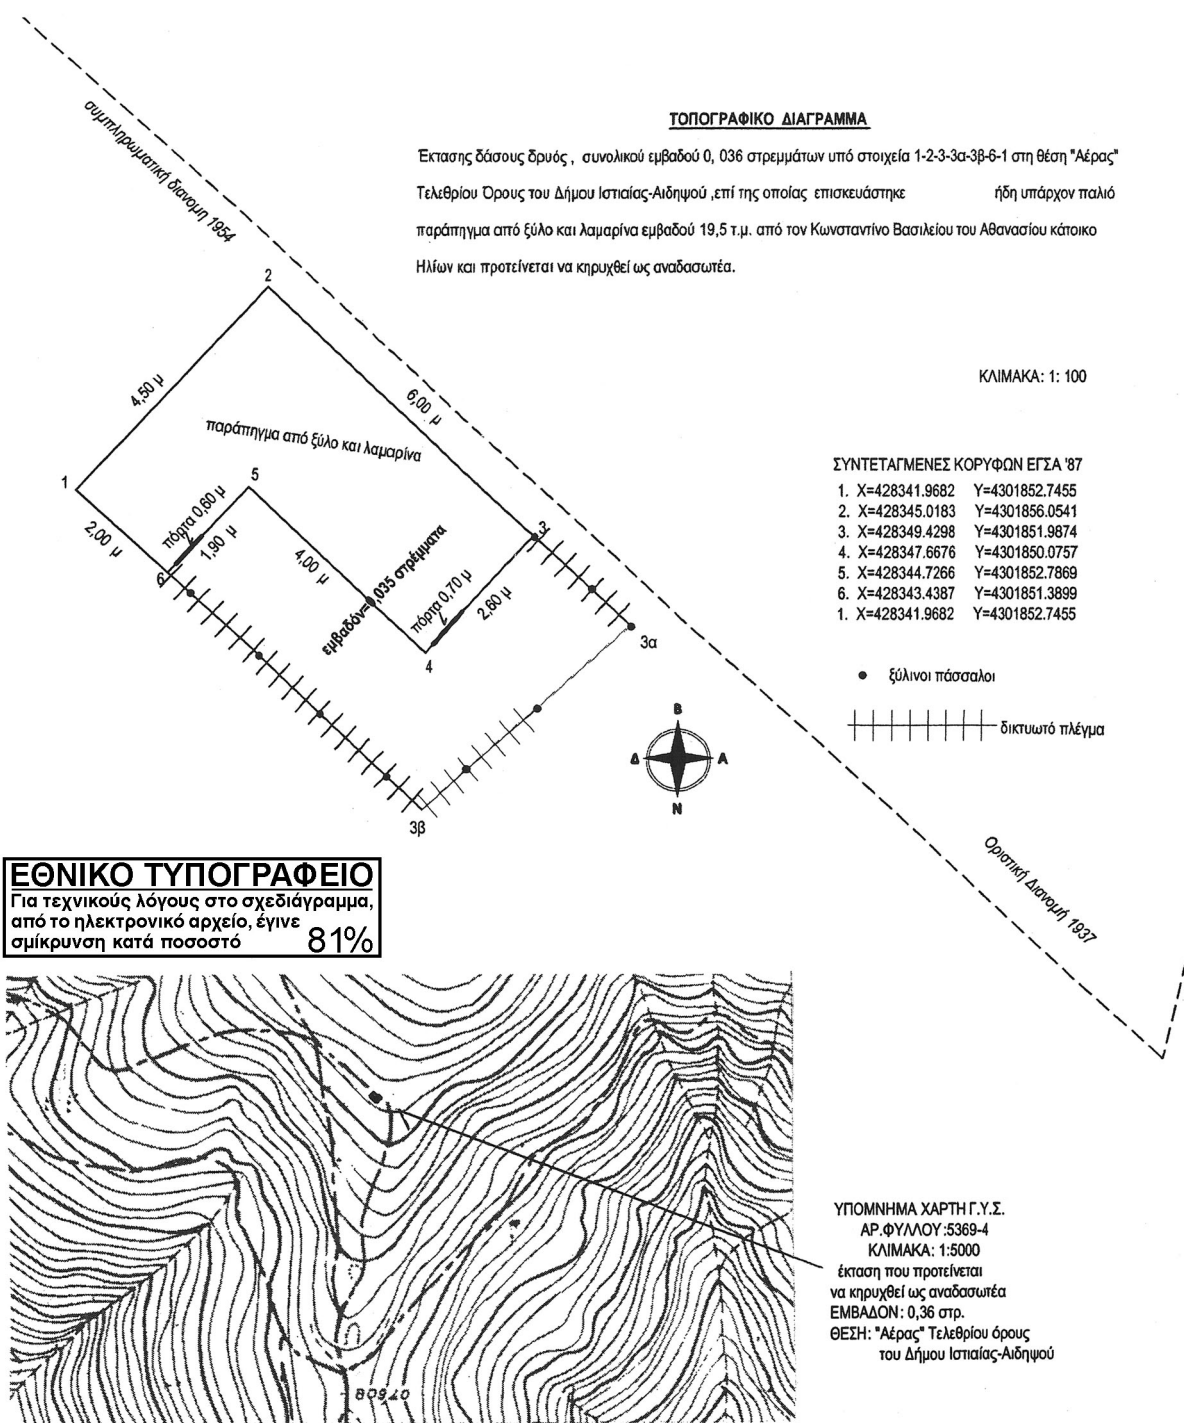 συμπληρωματική διανομη 1954
ΤΟΠΟΓΡΑΦΙΚΟ ΔΙΑΓΡΑΜΜΑ
Έκτασης δάσους δρυός , συνολικού εμβαδού 0, 036 στρεμμάτων υπό στοιχεία 1-2-3-3α-3β-6-1 στη θέση "Αέρας"
Τελεθρίου Όρους του Δήμου Ιστιαίας-Αιδηψού ,επί της οποίας επισκευάστηκε ήδη υπάρχον παλιό
παράπηγμα από ξύλο και λαμαρίνα εμβαδού 19,5 τ.μ. από τον Κωνσταντίνο Βασιλείου του Αθανασίου κάτοικο
Ηλίων και προτείνεται να κηρυχθεί ως αναδασωτέα.
2
4,50 μ
6,00 μ
ΚΛΙΜΑΚΑ: 1: 100
παράπηγμα από ξύλο και λαμαρίνα
1
5
3
2,00 μ
πόρτα 0,60 μ
1,90 μ
4,00 μ
6
εμβαδόν= ,035 στρέμματα
πόρτα 0,70 μ
2,60 μ
4
3α
3β
ΣΥΝΤΕΤΑΓΜΕΝΕΣ ΚΟΡΥΦΩΝ ΕΓΣΑ '87
1. X=428341.9682 Y=4301852.7455
2. X=428345.0183 Y=4301856.0541
3. X=428349.4298 Y=4301851.9874
4. X=428347.6676 Y=4301850.0757
5. X=428344.7266 Y=4301852.7869
6. X=428343.4387 Y=4301851.3899
1. X=428341.9682 Y=4301852.7455
ξύλινοι πάσσαλοι
δικτυωτό πλέγμα
Β
Δ Α
Ν
Οριστική Διανομή 1937
ΕΘΝΙΚΟ ΤΥΠΟΓΡΑΦΕΙΟ
Για τεχνικούς λόγους στο σχεδιάγραμμα,
από το ηλεκτρονικό αρχείο, έγινε
σμίκρυνση κατά ποσοστό 81%
ΥΠΟΜΝΗΜΑ ΧΑΡΤΗ Γ.Υ.Σ.
ΑΡ.ΦΥΛΛΟΥ:5369-4
ΚΛΙΜΑΚΑ: 1:5000
έκταση που προτείνεται
να κηρυχθεί ως αναδασωτέα
ΕΜΒΑΔΟΝ: 0,36 στρ.
ΘΕΣΗ: "Αέρας" Τελεθρίου όρους
του Δήμου Ιστιαίας-Αιδηψού